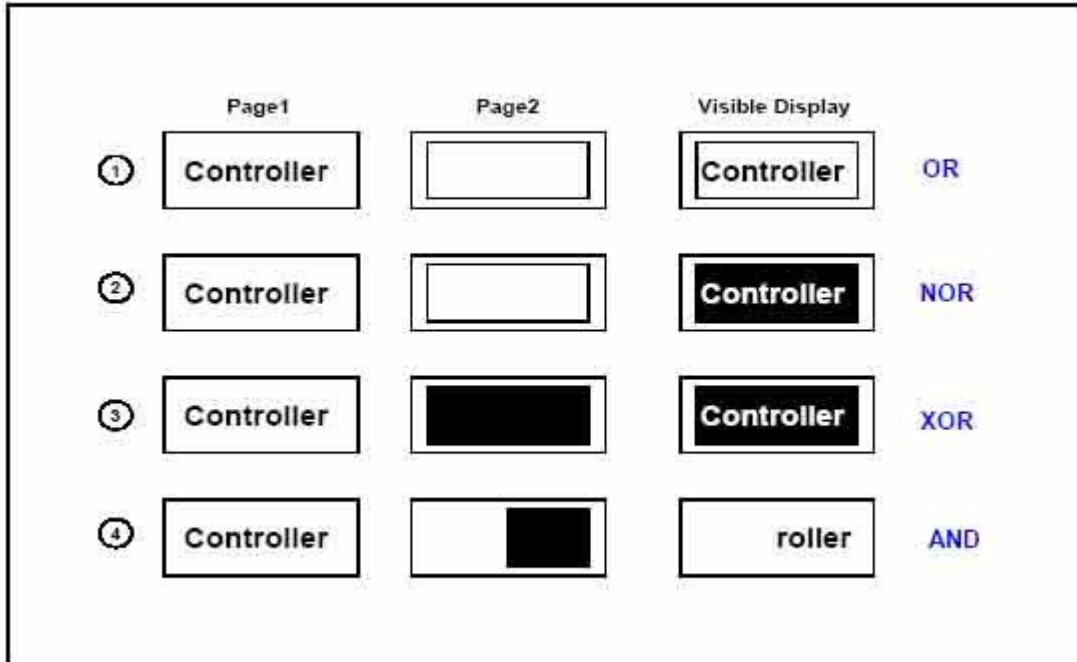 Page1 Page2 Visible Display
1 Controller Controller OR
2 Controller Controller NOR
3 Controller Controller XOR
4 Controller roller AND